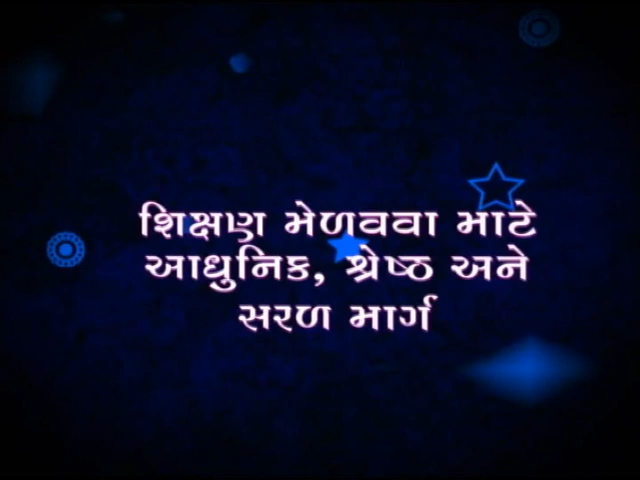 શિક્ષણ મેળવવા માટે
આધુનિક, શ્રેષ્ઠ અને
સરળ માર્ગ